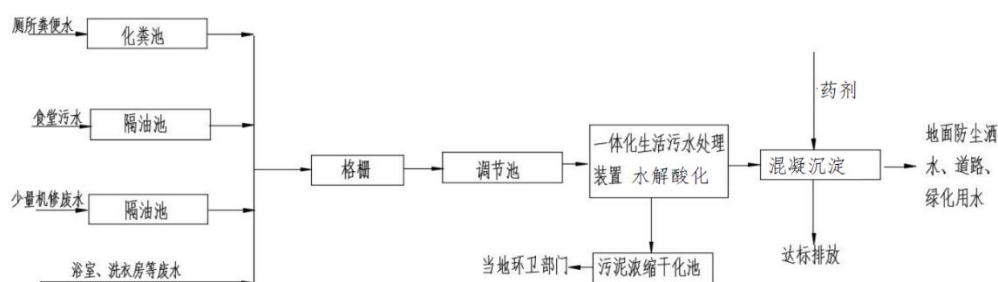 厕所粪便水
化粪池
食堂污水
隔油池
少量机修废水
隔油池
浴室、洗衣房等废水
格栅
调节池
一体化生活污水处理
装置 水解酸化
污泥浓缩干化池
当地环卫部门
药剂
混凝沉淀
达标排放
地面防尘洒
水、道路、
绿化用水